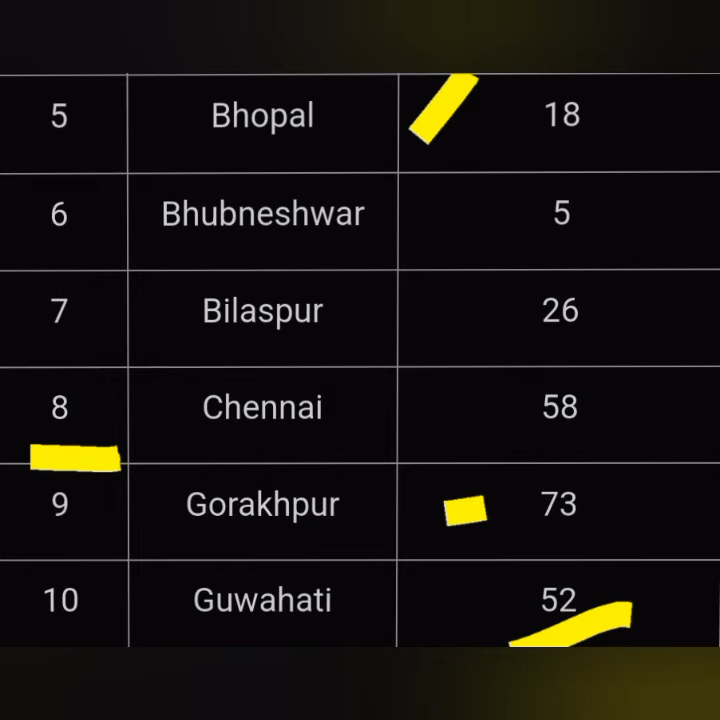 5 Bhopal 18
6 Bhubneshwar 5
7 Bilaspur 26
8 Chennai 58
9 Gorakhpur 73
10 Guwahati 52